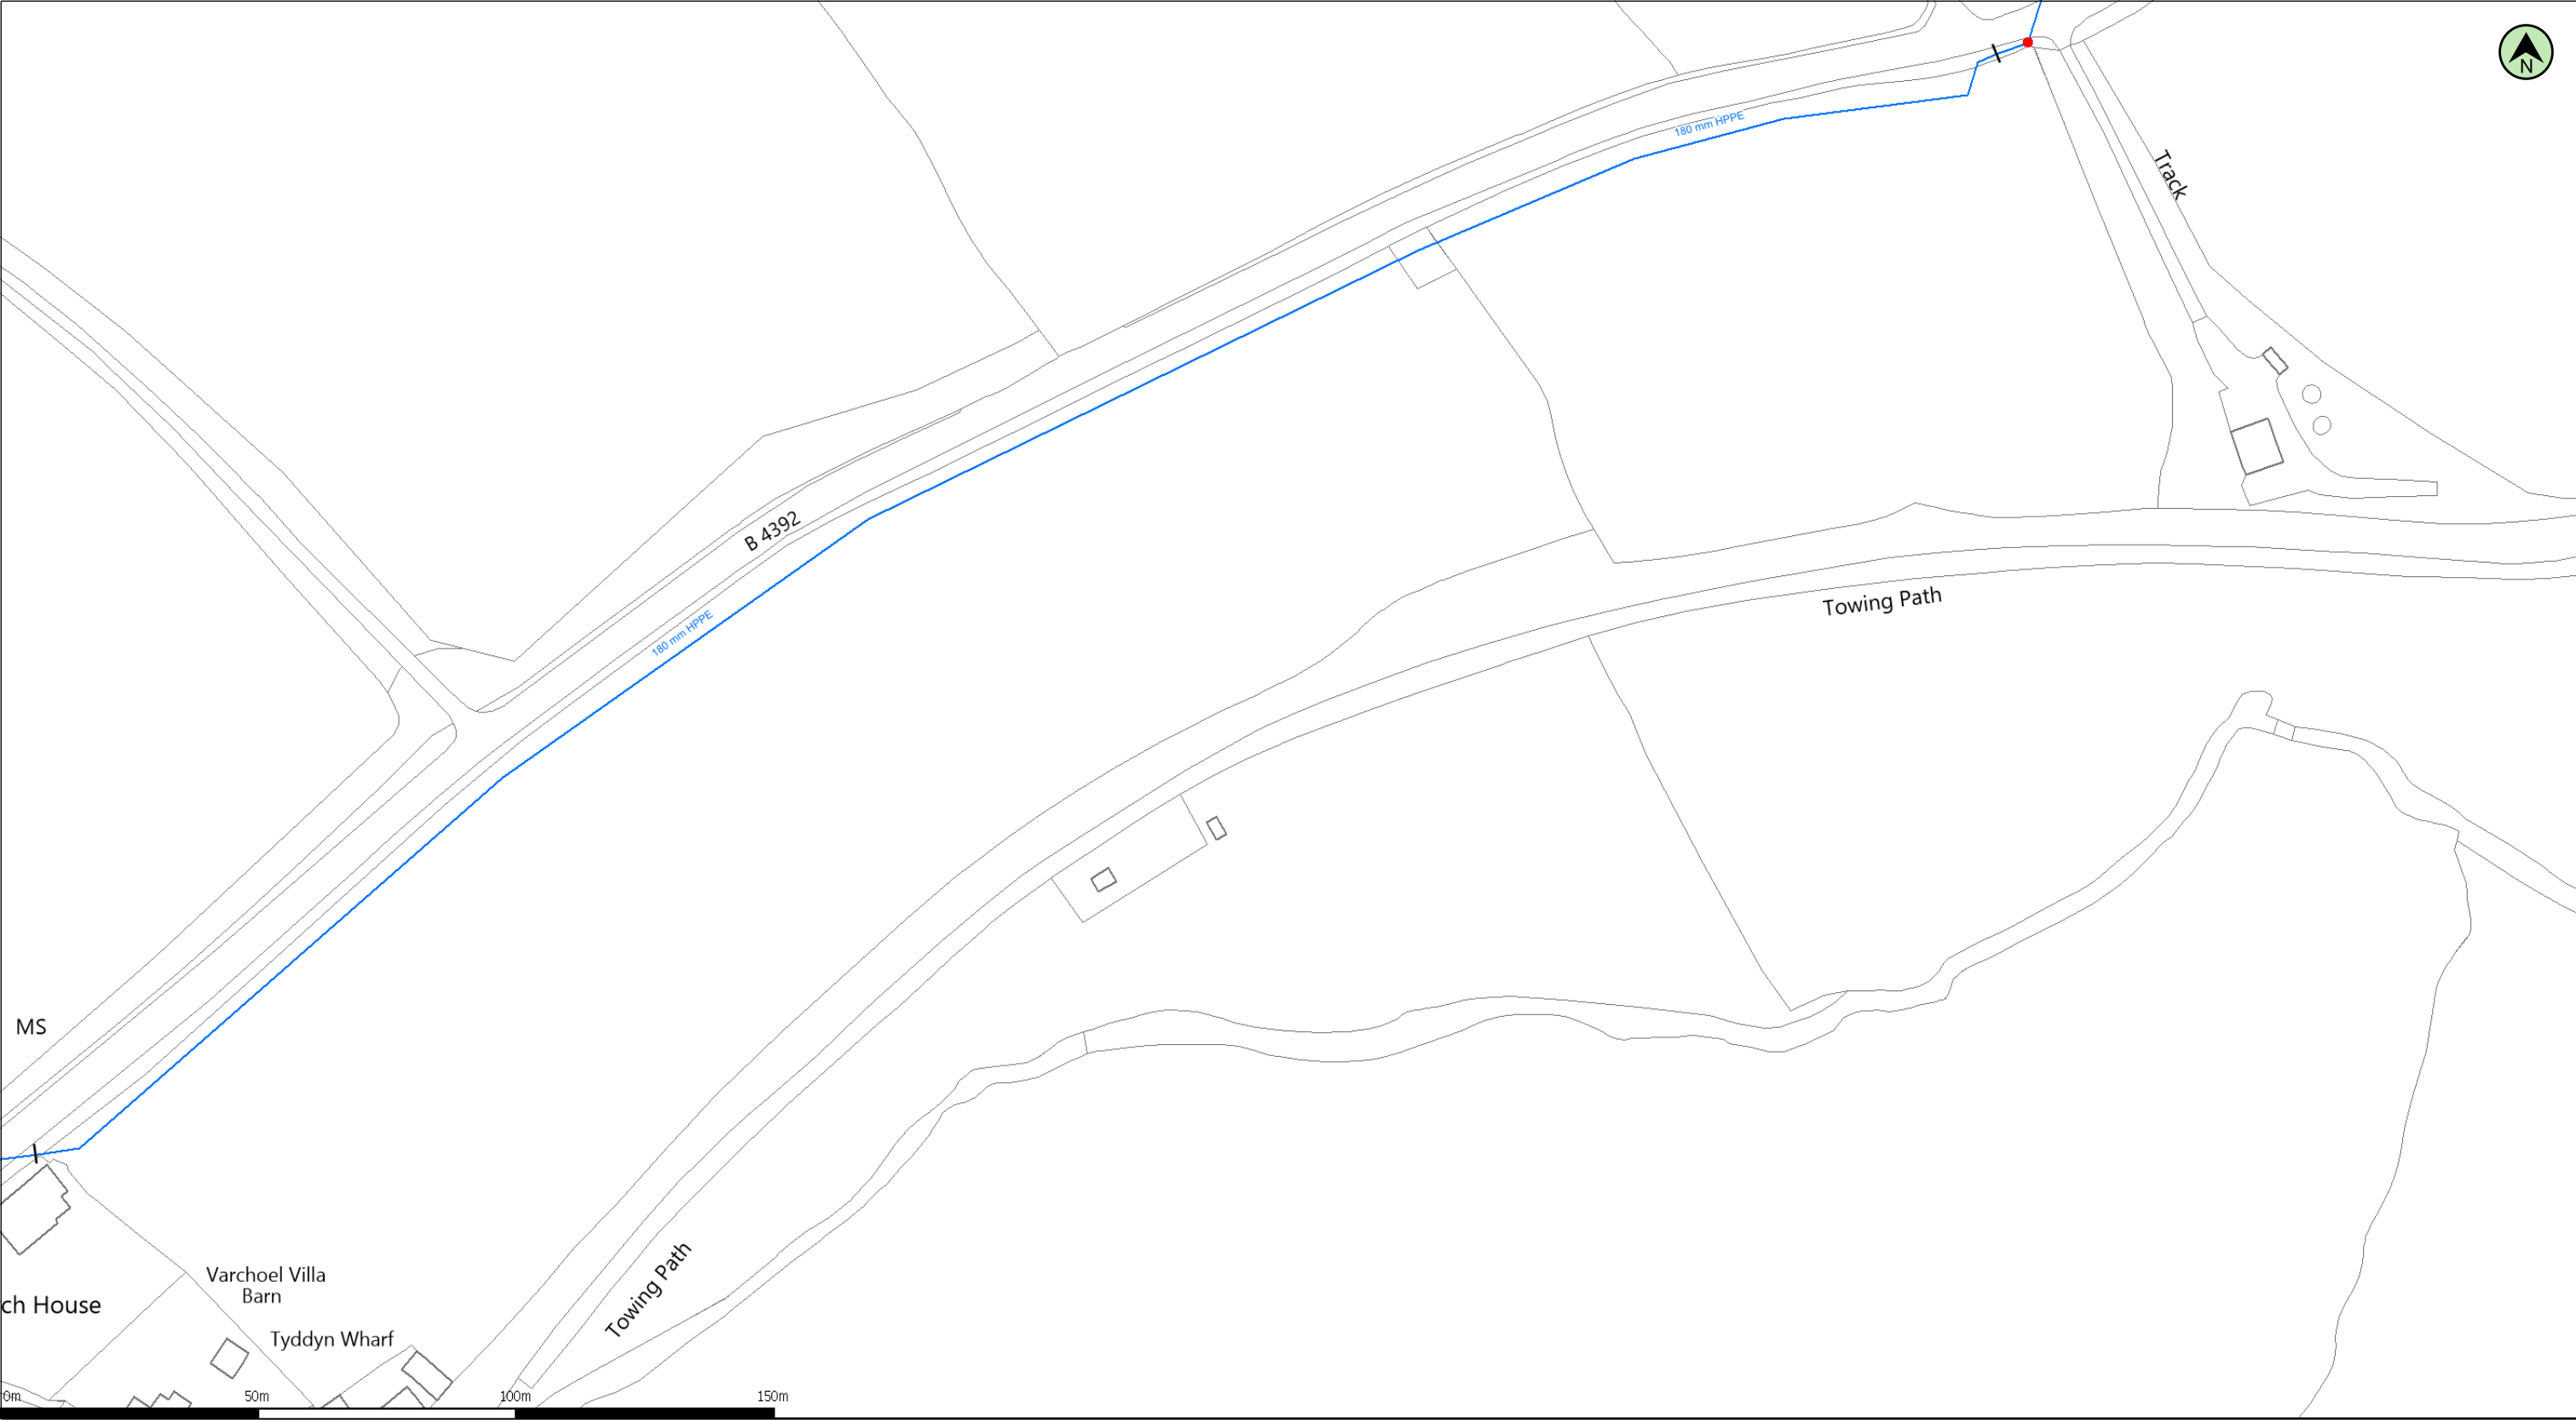 N
180 mm HPPE
Track
B 4392
Towing Path
180 mm HPPE
MS
Towing Path
Varchoel Villa
Barn
ch House
Tyddyn Wharf
0m
50m
100m
150m